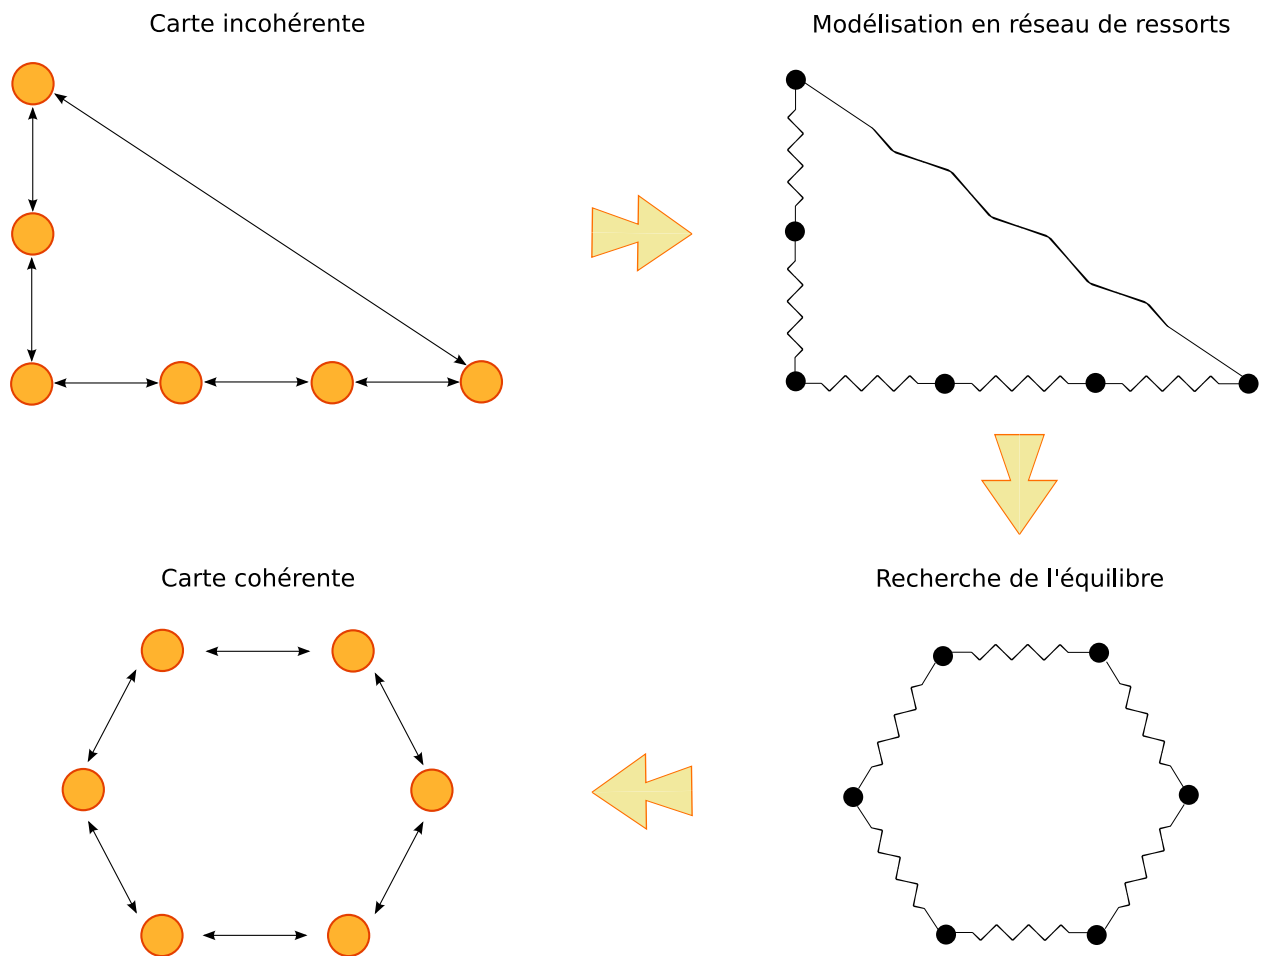 Carte incohérente
Modélisation en réseau de ressorts
Carte cohérente
Recherche de l'équilibre